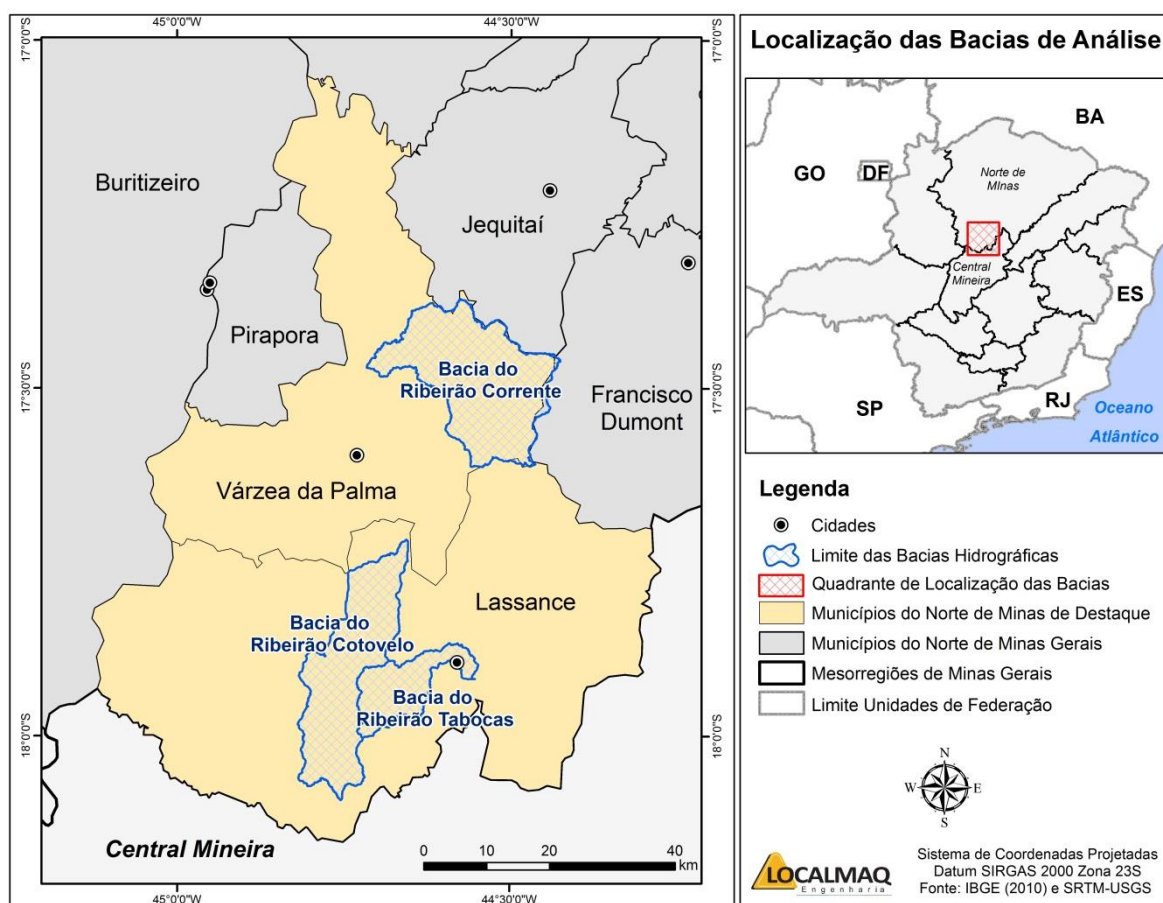 45°0'0"W
44°30'0"W
17°0'0"S
17°0'0"S
Buritizeiro
Jequitaí
Pirapora
Bacia do
Ribeirão Corrente
17°30'0"S
17°30'0"S
Francisco
Dumont
Várzea da Palma
Lassance
Bacia do
Ribeirão Cotovelo
Bacia do
Ribeirão Tabocas
18°0'0"S
18°0'0"S
Central Mineira
0
10
20
40
km
45°0'0"W
44°30'0"W
Localização das Bacias de Análise
BA
GO
DF
Norte de
MInas
Central
Mineira
ES
SP
RJ
Oceano
Atlântico
Legenda
Cidades
Limite das Bacias Hidrográficas
Quadrante de Localização das Bacias
Municípios do Norte de Minas de Destaque
Municípios do Norte de Minas Gerais
Mesorregiões de Minas Gerais
Limite Unidades de Federação
N
W
E
S
LOCALMAQ
Engenharia
Sistema de Coordenadas Projetadas
Datum SIRGAS 2000 Zona 23S
Fonte: IBGE (2010) e SRTM-USGS